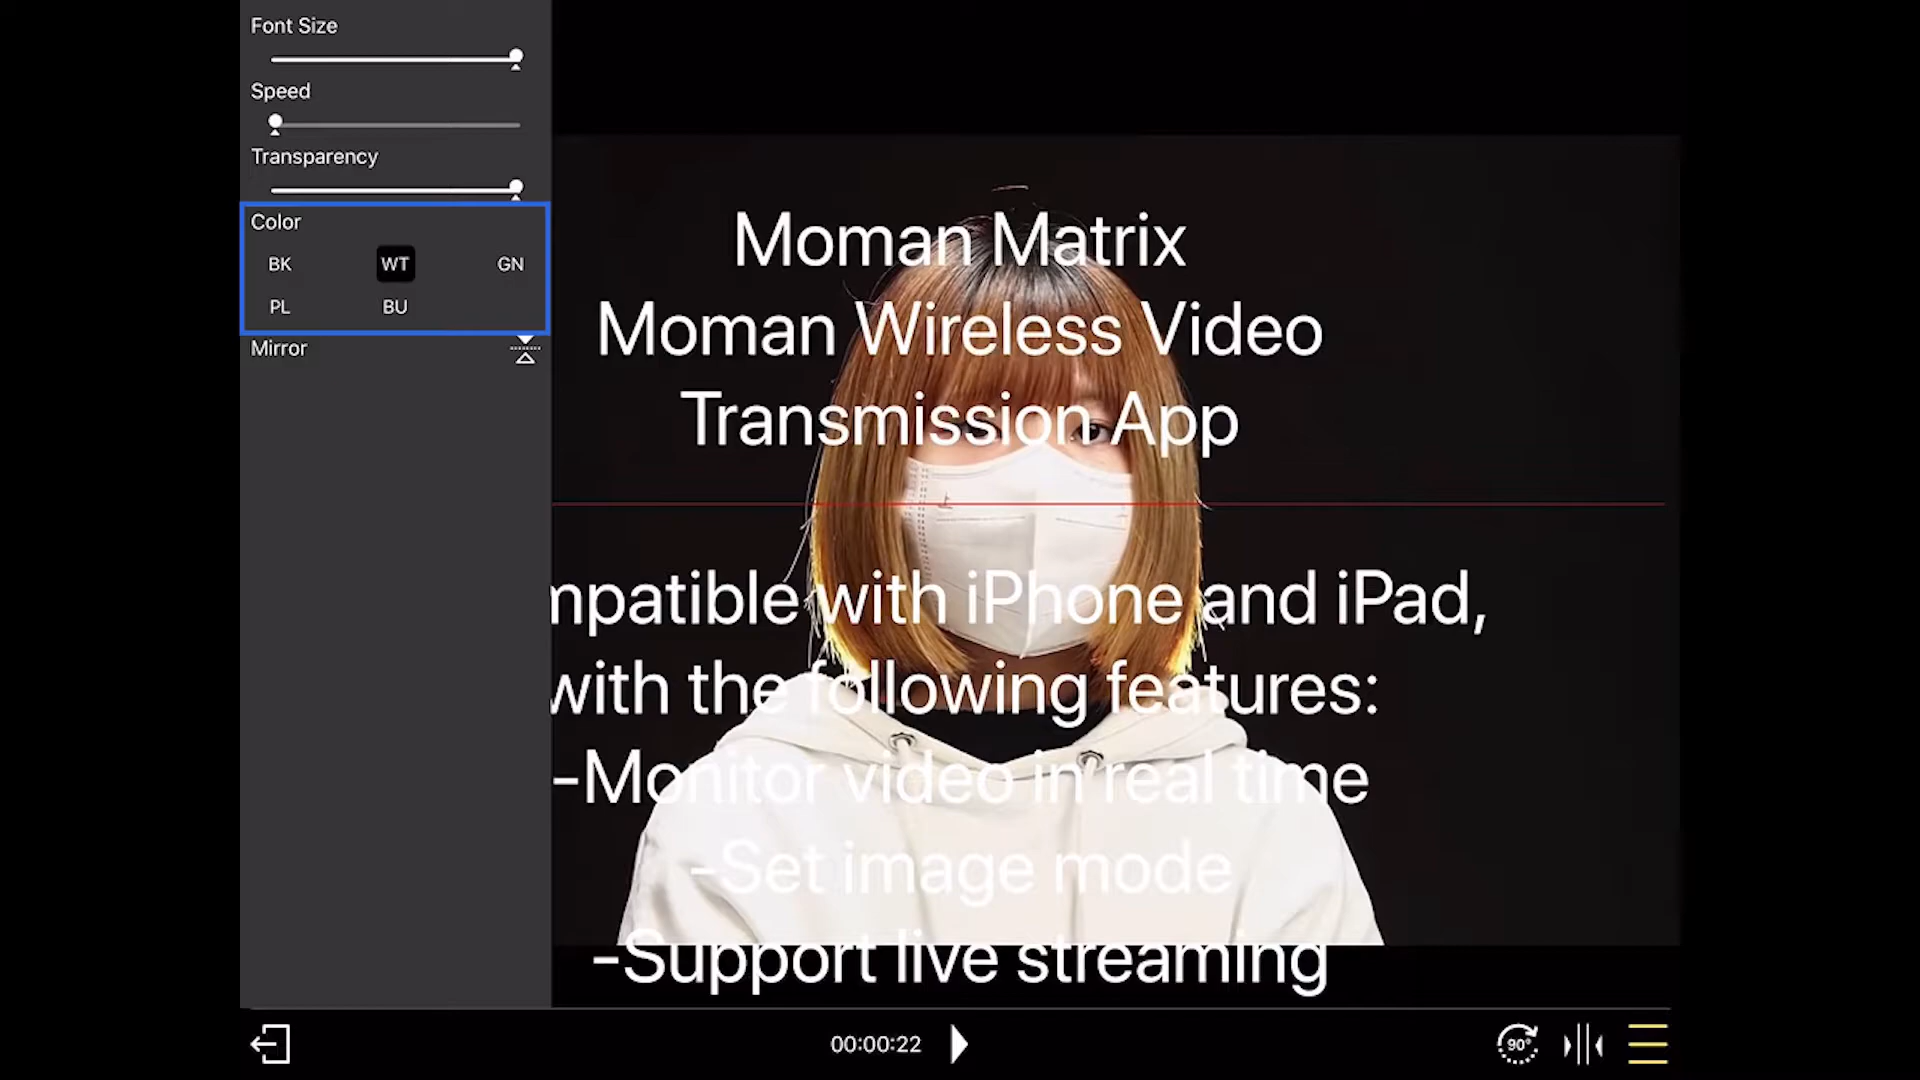 Font Size
Speed
Transparency
Color
BK WT GN
PL BU
Mirror
Moman Matrix
Moman Wireless Video
Transmission App
mpatible with iPhone and iPad,
with the following features:
-Monitor video in real time
-Set image mode
-Support live streaming
00:00:22
90°